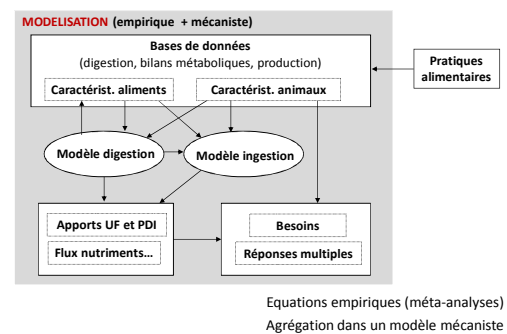 MODELISATION (empirique + mécaniste)
Bases de données
(digestion, bilans métaboliques, production)
Caractérist. aliments
Caractérist. animaux
Pratiques
alimentaires
Modèle digestion
Modèle ingestion
Apports UF et PDI
Flux nutriments...
Besoins
Réponses multiples
Equations empiriques (méta-analyses)
Agrégation dans un modèle mécaniste